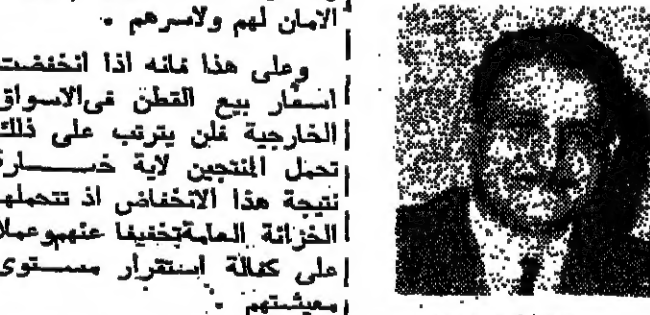 الامان لهم ولاسرهم .
وعلى هذا فانه اذا انخفضت
اسعار بيع القطن فى الاسواق
الخارجية فلن يترتب على ذلك
تحمل المنتجين لاية خسارة
نتيجة هذا الانخفاض اذ تتحملها
الخزانة العامة تخفيفا عنهم وعملا
على كفالة استقرار مستوى
معيشتهم .